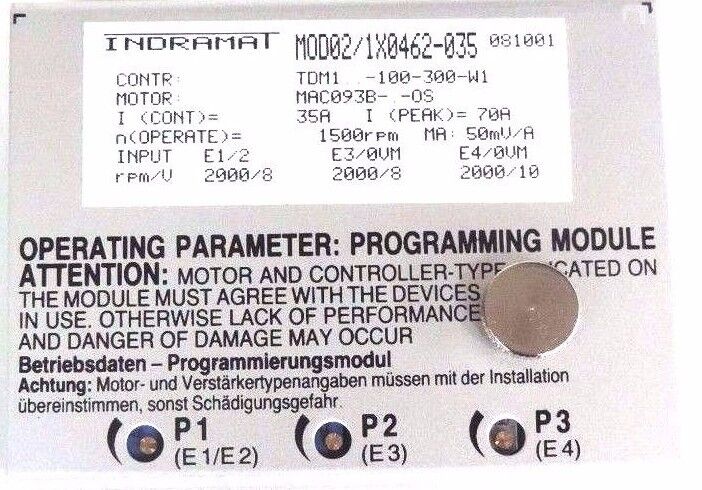 INDRAMAT MOD02/1X0462-035 081001
CONTR: TDM1 -100-300-W1
MOTOR: MAC093B- -OS
I (CONT)= 35A I (PEAK)= 70A
n(OPERATE)= 1500rpm MA: 50mV/A
INPUT E1/2 E3/0VM E4/0VM
rpm/V 2000/8 2000/8 2000/10
OPERATING PARAMETER: PROGRAMMING MODULE
ATTENTION: MOTOR AND CONTROLLER-TYPE ON
THE MODULE MUST AGREE WITH THE DEVICES
IN USE. OTHERWISE LACK OF PERFORMANCE
AND DANGER OF DAMAGE MAY OCCUR
Betriebsdaten – Programmierungsmodul
Achtung: Motor- und Verstärkertypenangaben müssen mit der Installation
übereinstimmen, sonst Schädigungsgefahr.
P1 P2 P3
(E1/E2) (E3) (E4)